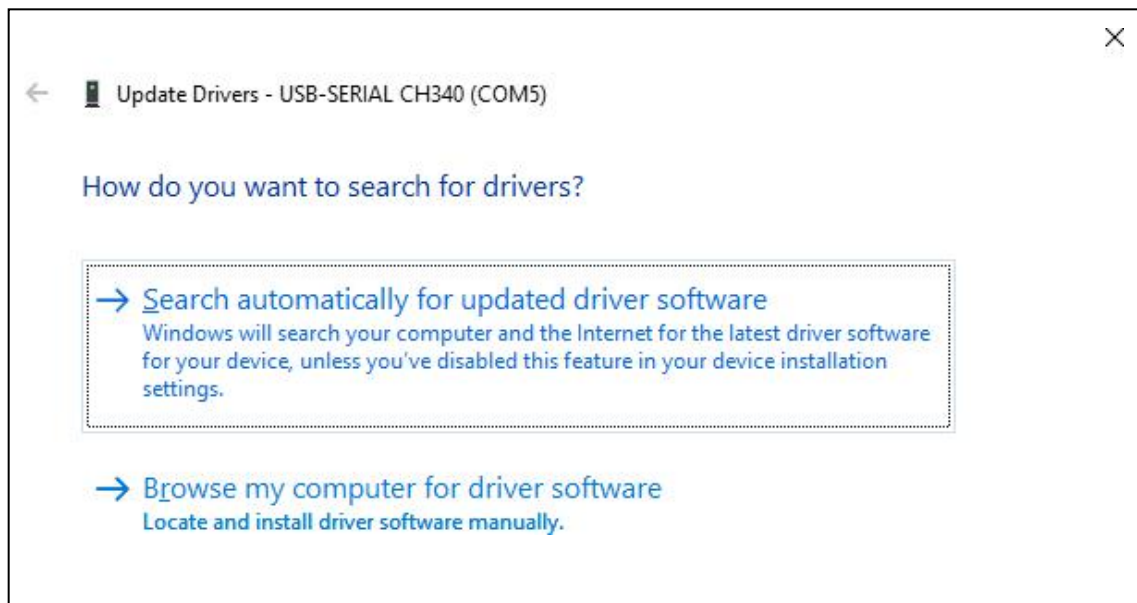 Update Drivers - USB-SERIAL CH340 (COM5)
How do you want to search for drivers?
Search automatically for updated driver software
Windows will search your computer and the Internet for the latest driver software
for your device, unless you've disabled this feature in your device installation
settings.
Browse my computer for driver software
Locate and install driver software manually.